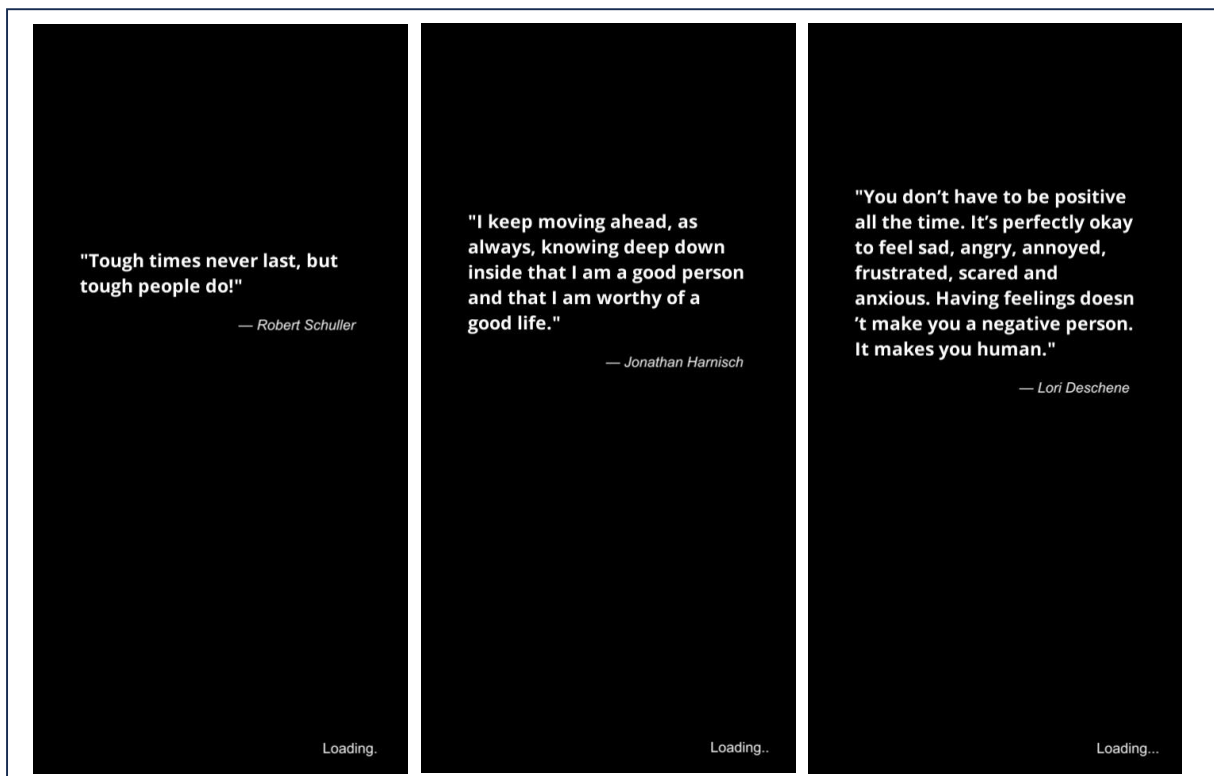 "Tough times never last, but
tough people do!"
— Robert Schuller
Loading.
"I keep moving ahead, as
always, knowing deep down
inside that I am a good person
and that I am worthy of a
good life."
— Jonathan Harnisch
Loading..
"You don’t have to be positive
all the time. It’s perfectly okay
to feel sad, angry, annoyed,
frustrated, scared and
anxious. Having feelings doesn
’t make you a negative person.
It makes you human."
— Lori Deschene
Loading...